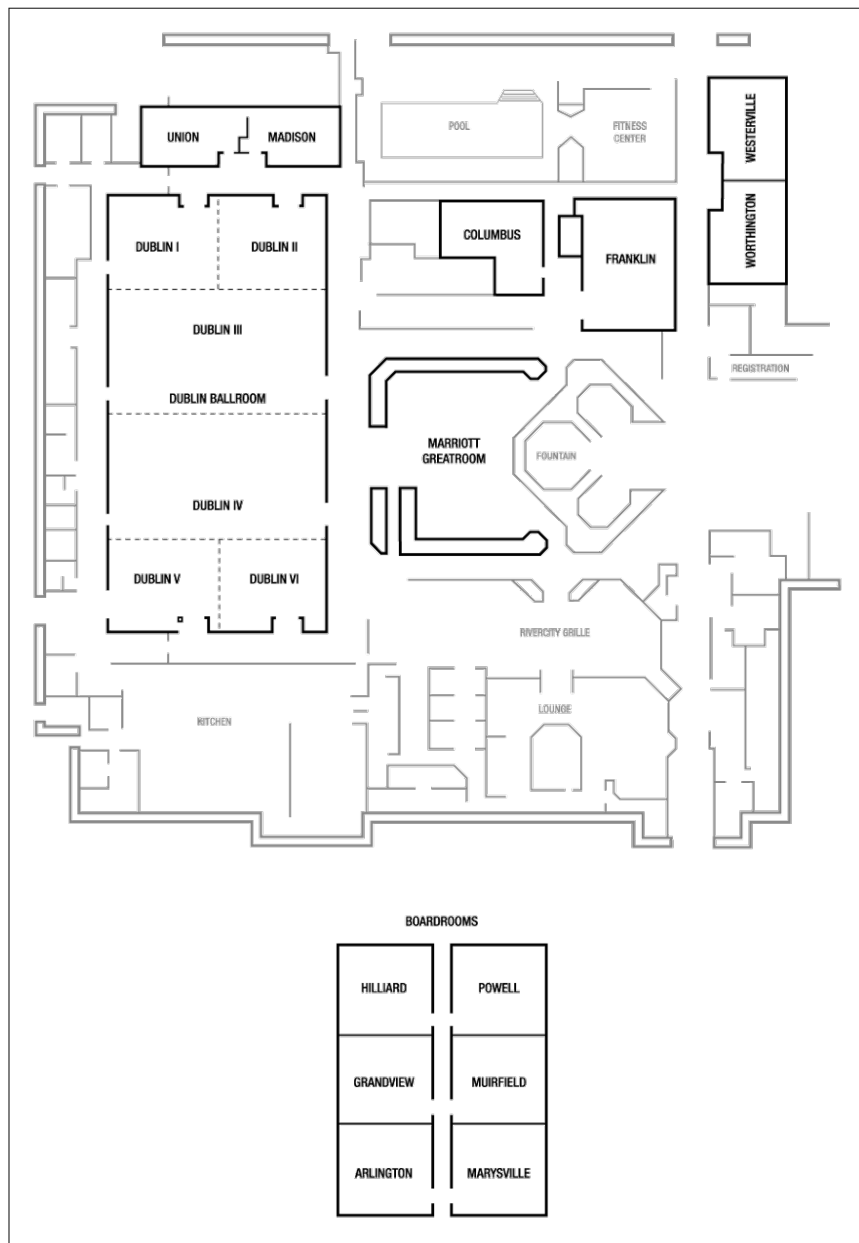 POOL
FITNESS
CENTER
WESTERVILLE
UNION
MADISON
WORTHINGTON
COLUMBUS
DUBLIN I
DUBLIN II
FRANKLIN
DUBLIN III
REGISTRATION
DUBLIN BALLROOM
MARRIOTT
GREATROOM
FOUNTAIN
DUBLIN IV
DUBLIN V
DUBLIN VI
RIVERCITY GRILLE
LOUNGE
KITCHEN
BOARDROOMS
HILLIARD
POWELL
GRANDVIEW
MUIRFIELD
ARLINGTON
MARYSVILLE